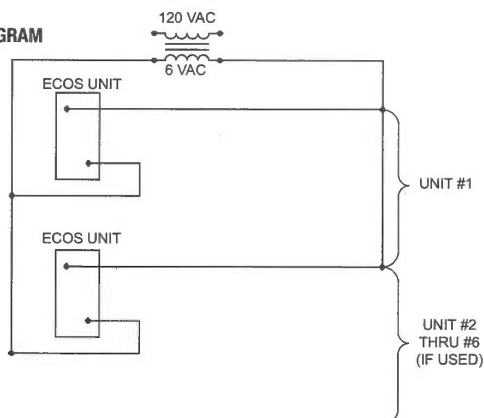 GRAM
120 VAC
6 VAC
ECOS UNIT
UNIT #1
ECOS UNIT
UNIT #2
THRU #6
(IF USED)